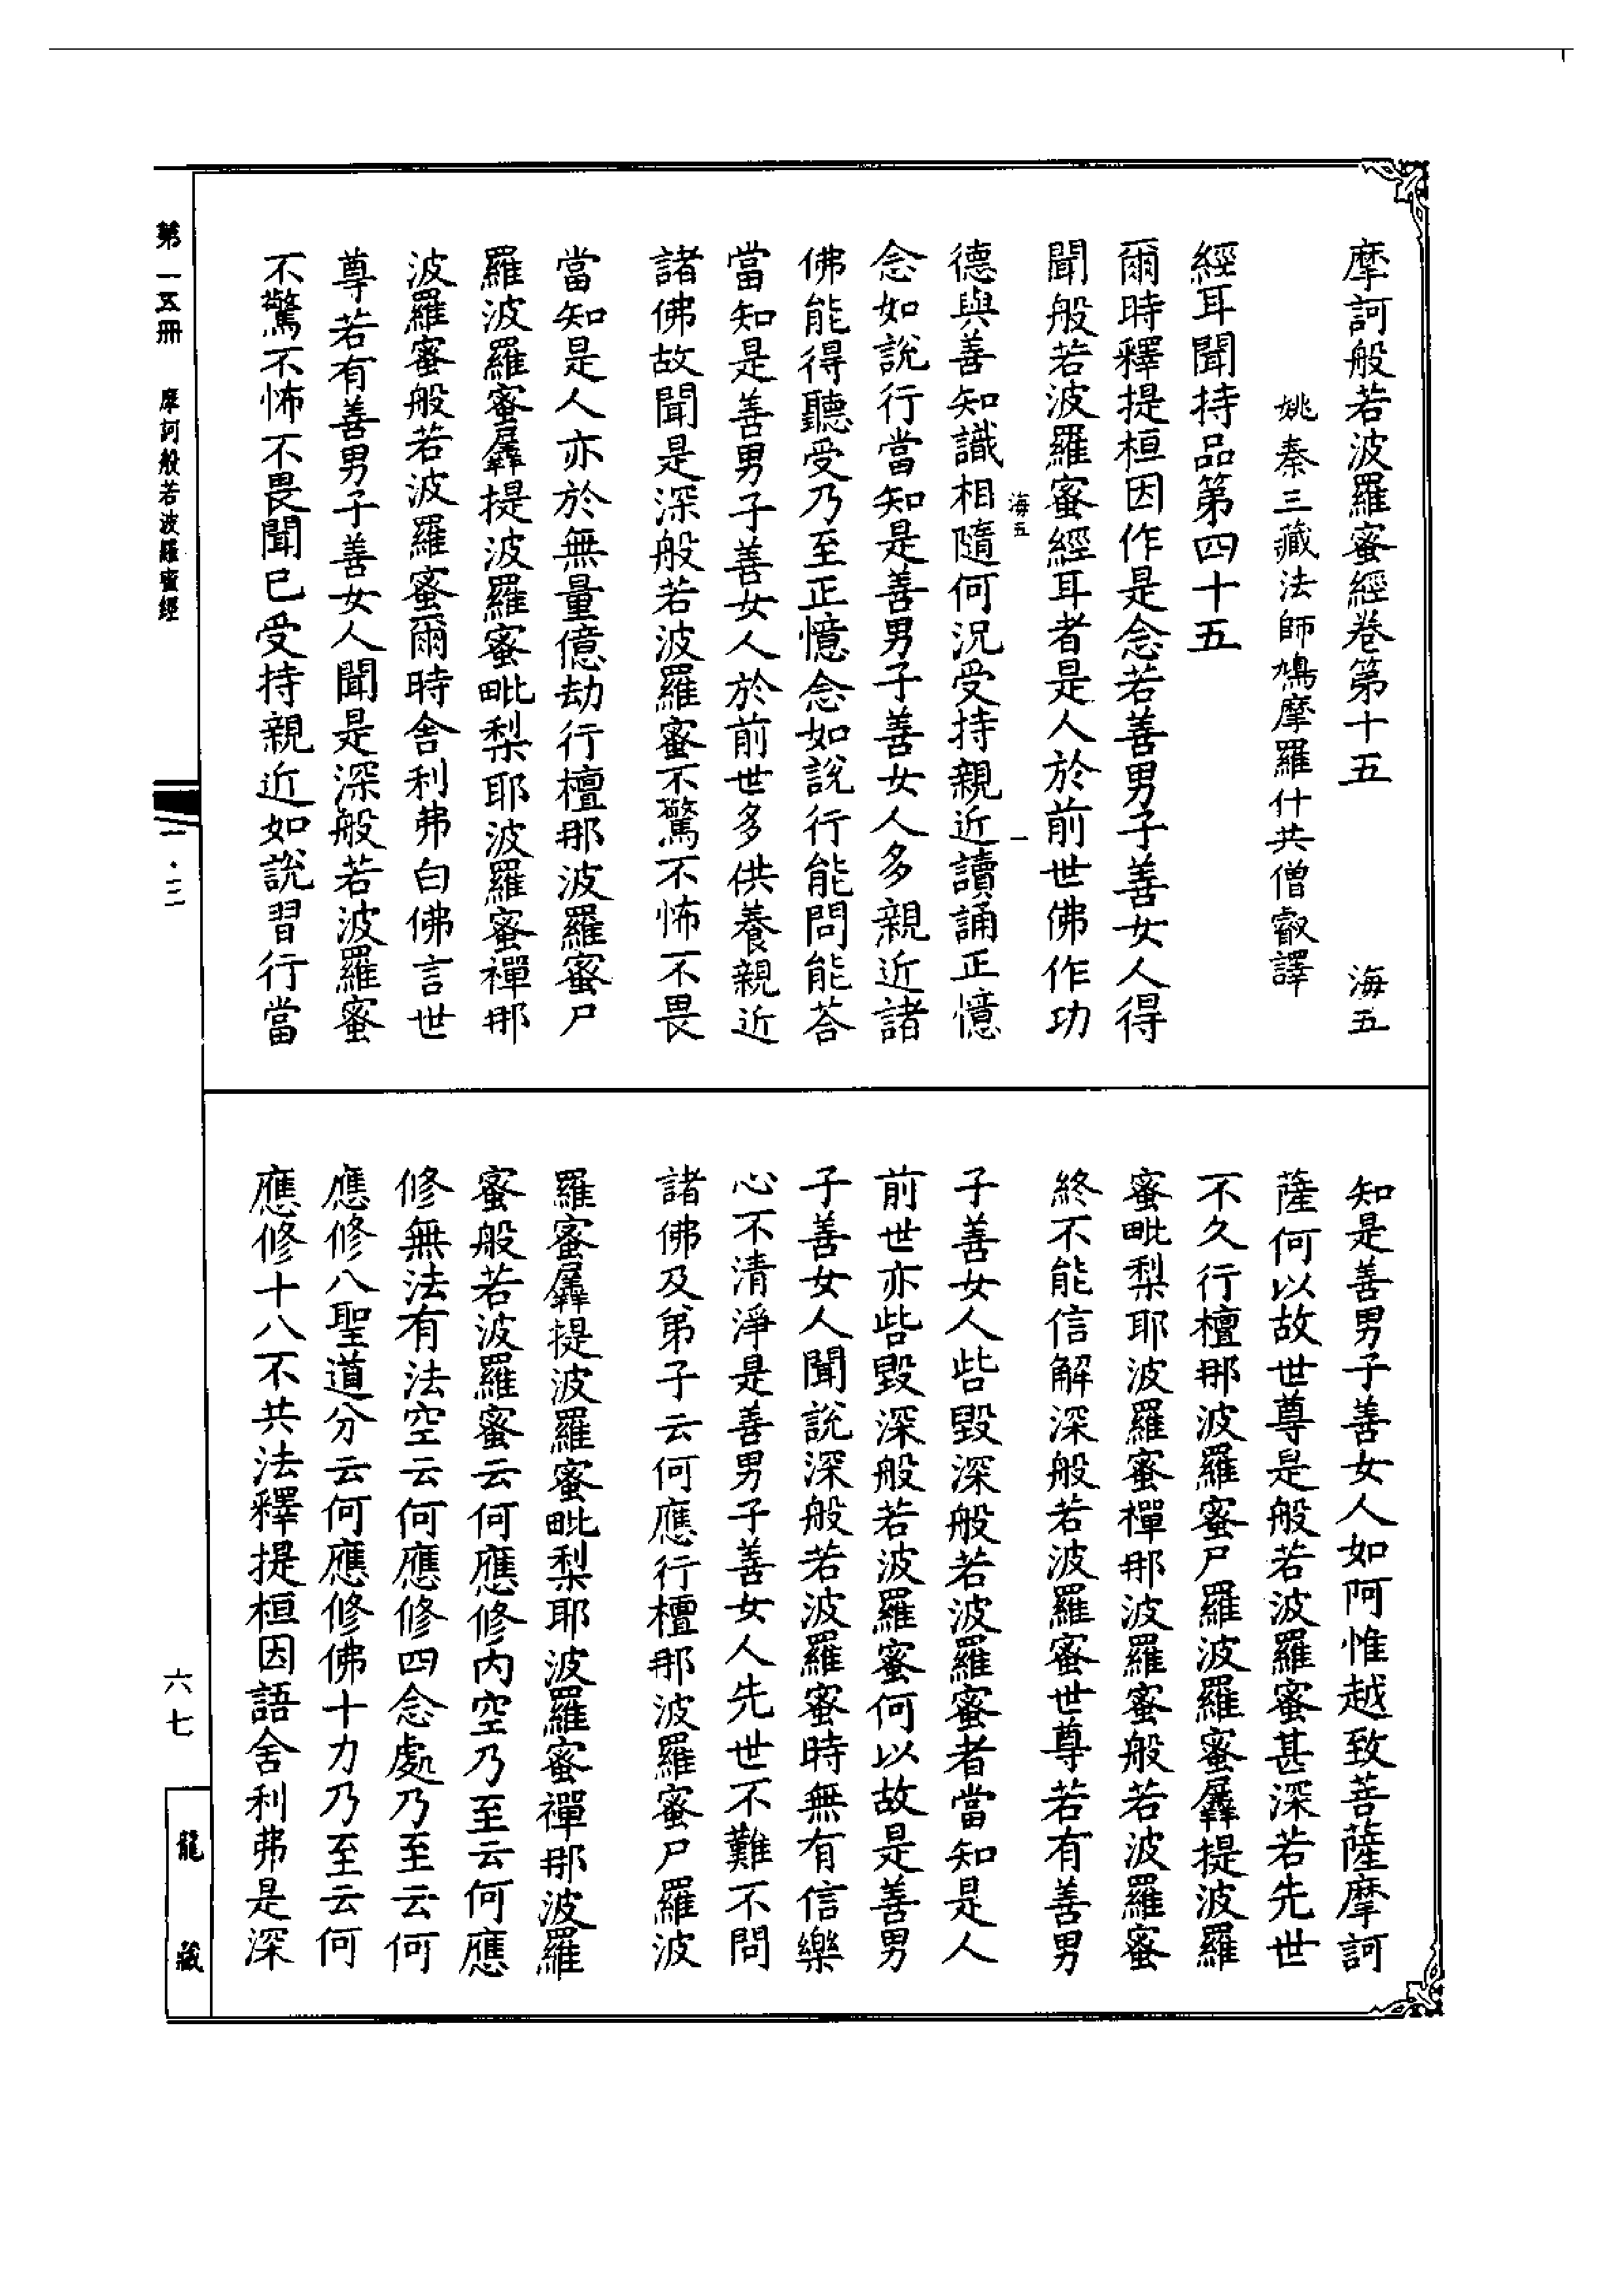 摩訶般若波羅蜜經卷第十五　海五
姚秦三藏法師鳩摩羅什共僧叡譯
經耳聞持品第四十五
爾時釋提桓因作是念若善男子善女人得
聞般若波羅蜜經耳者是人於前世佛作功
海五　一
德與善知識相隨何況受持親近讀誦正憶
念如說行當知是善男子善女人多親近諸
佛能得聽受乃至正憶念如說行能問能荅
當知是善男子善女人於前世多供養親近
諸佛故聞是深般若波羅蜜不驚不怖不畏
當知是人亦於無量億劫行檀那波羅蜜尸
羅波羅蜜羼提波羅蜜毗梨耶波羅蜜禪那
波羅蜜般若波羅蜜爾時舍利弗白佛言世
尊若有善男子善女人聞是深般若波羅蜜
不驚不怖不畏聞已受持親近如說習行當
知是善男子善女人如阿惟越致菩薩摩訶
薩何以故世尊是般若波羅蜜甚深若先世
不久行檀那波羅蜜尸羅波羅蜜羼提波羅
蜜毗梨耶波羅蜜禪那波羅蜜般若波羅蜜
終不能信解深般若波羅蜜世尊若有善男
子善女人呰毀深般若波羅蜜者當知是人
前世亦呰毀深般若波羅蜜何以故是善男
子善女人聞說深般若波羅蜜時無有信樂
心不清淨是善男子善女人先世不難不問
諸佛及弟子云何應行檀那波羅蜜尸羅波
羅蜜羼提波羅蜜毗梨耶波羅蜜禪那波羅
蜜般若波羅蜜云何應修內空乃至云何應
修無法有法空云何應修四念處乃至云何
應修八聖道分云何應修佛十力乃至云何
應修十八不共法釋提桓因語舍利弗是深
第一五冊　摩訶般若波羅蜜經
六七
龍藏